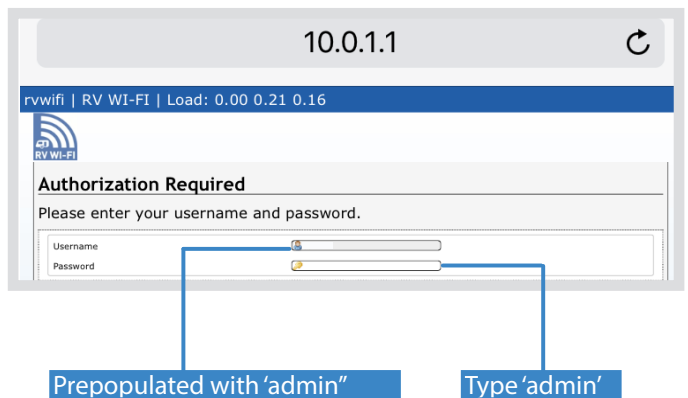 10.0.1.1
rvwifi | RV WI-FI | Load: 0.00 0.21 0.16
RV WI-FI
Authorization Required
Please enter your username and password.
Username
Password
Prepopulated with ‘admin” Type ‘admin’